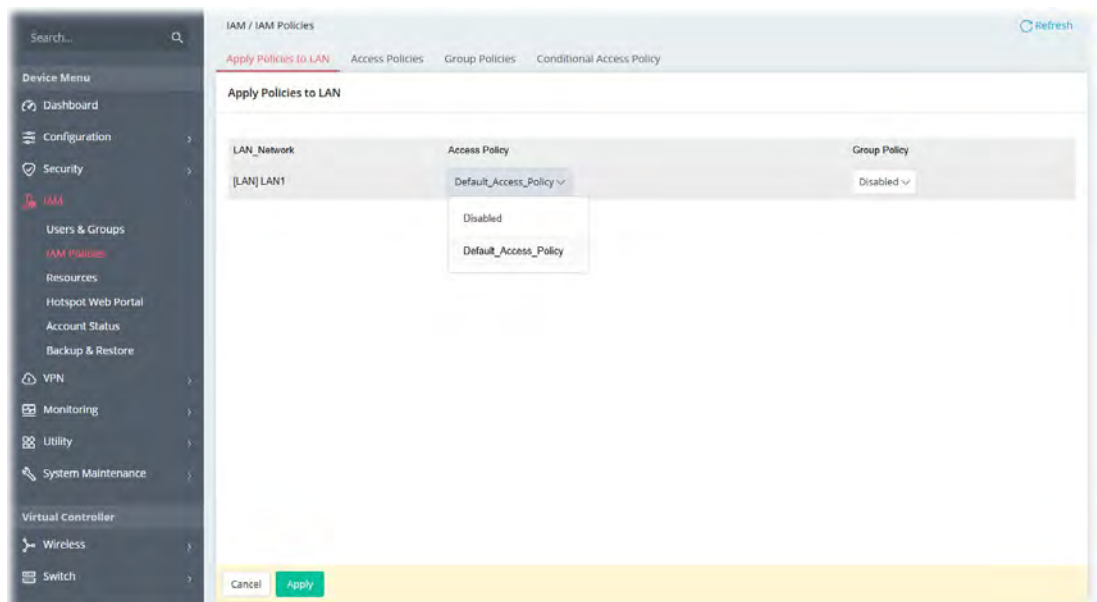 Search...
Device Menu
Dashboard
Configuration
Security
IAM
Users & Groups
IAM Policies
Resources
Hotspot Web Portal
Account Status
Backup & Restore
VPN
Monitoring
Utility
System Maintenance
Virtual Controller
Wireless
Switch
IAM / IAM Policies
Refresh
Apply Policies to LAN Access Policies Group Policies Conditional Access Policy
Apply Policies to LAN
LAN_Network Access Policy Group Policy
[LAN] LAN1 Default_Access_Policy Disabled
Disabled
Default_Access_Policy
Cancel Apply